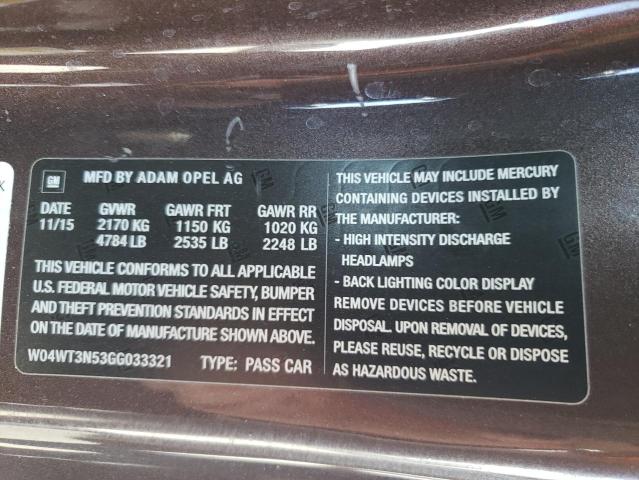 K
GM
MFD BY ADAM OPEL AG
DATE GVWR GAWR FRT GAWR RR
11/15 2170 KG 1150 KG 1020 KG
4784 LB 2535 LB 2248 LB
THIS VEHICLE CONFORMS TO ALL APPLICABLE
U.S. FEDERAL MOTOR VEHICLE SAFETY, BUMPER
AND THEFT PREVENTION STANDARDS IN EFFECT
ON THE DATE OF MANUFACTURE SHOWN ABOVE.
W04WT3N53GG033321 TYPE: PASS CAR
THIS VEHICLE MAY INCLUDE MERCURY
CONTAINING DEVICES INSTALLED BY
THE MANUFACTURER:
- HIGH INTENSITY DISCHARGE
HEADLAMPS
- BACK LIGHTING COLOR DISPLAY
REMOVE DEVICES BEFORE VEHICLE
DISPOSAL. UPON REMOVAL OF DEVICES,
PLEASE REUSE, RECYCLE OR DISPOSE
AS HAZARDOUS WASTE.